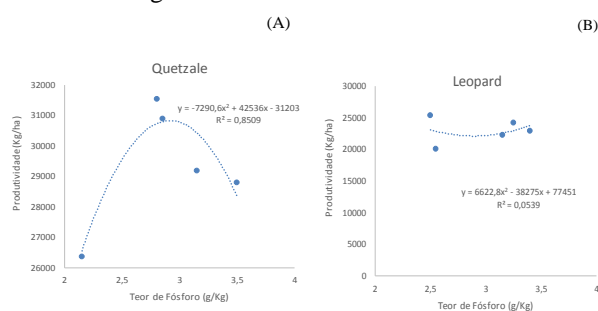 (A)
(B)
Quetzale
y = -7290,6x² + 42536x - 31203
R² = 0,8509
32000
31000
30000
29000
28000
27000
26000
2
2,5
3
3,5
4
Produtividade(Kg/ha)
Teor de Fósforo (g/Kg)
Leopard
y = 6622,8x² - 38275x + 77451
R² = 0,0539
30000
25000
20000
15000
10000
5000
0
2
2,5
3
3,5
4
Produtividade (Kg/ha)
Teor de Fósforo (g/Kg)